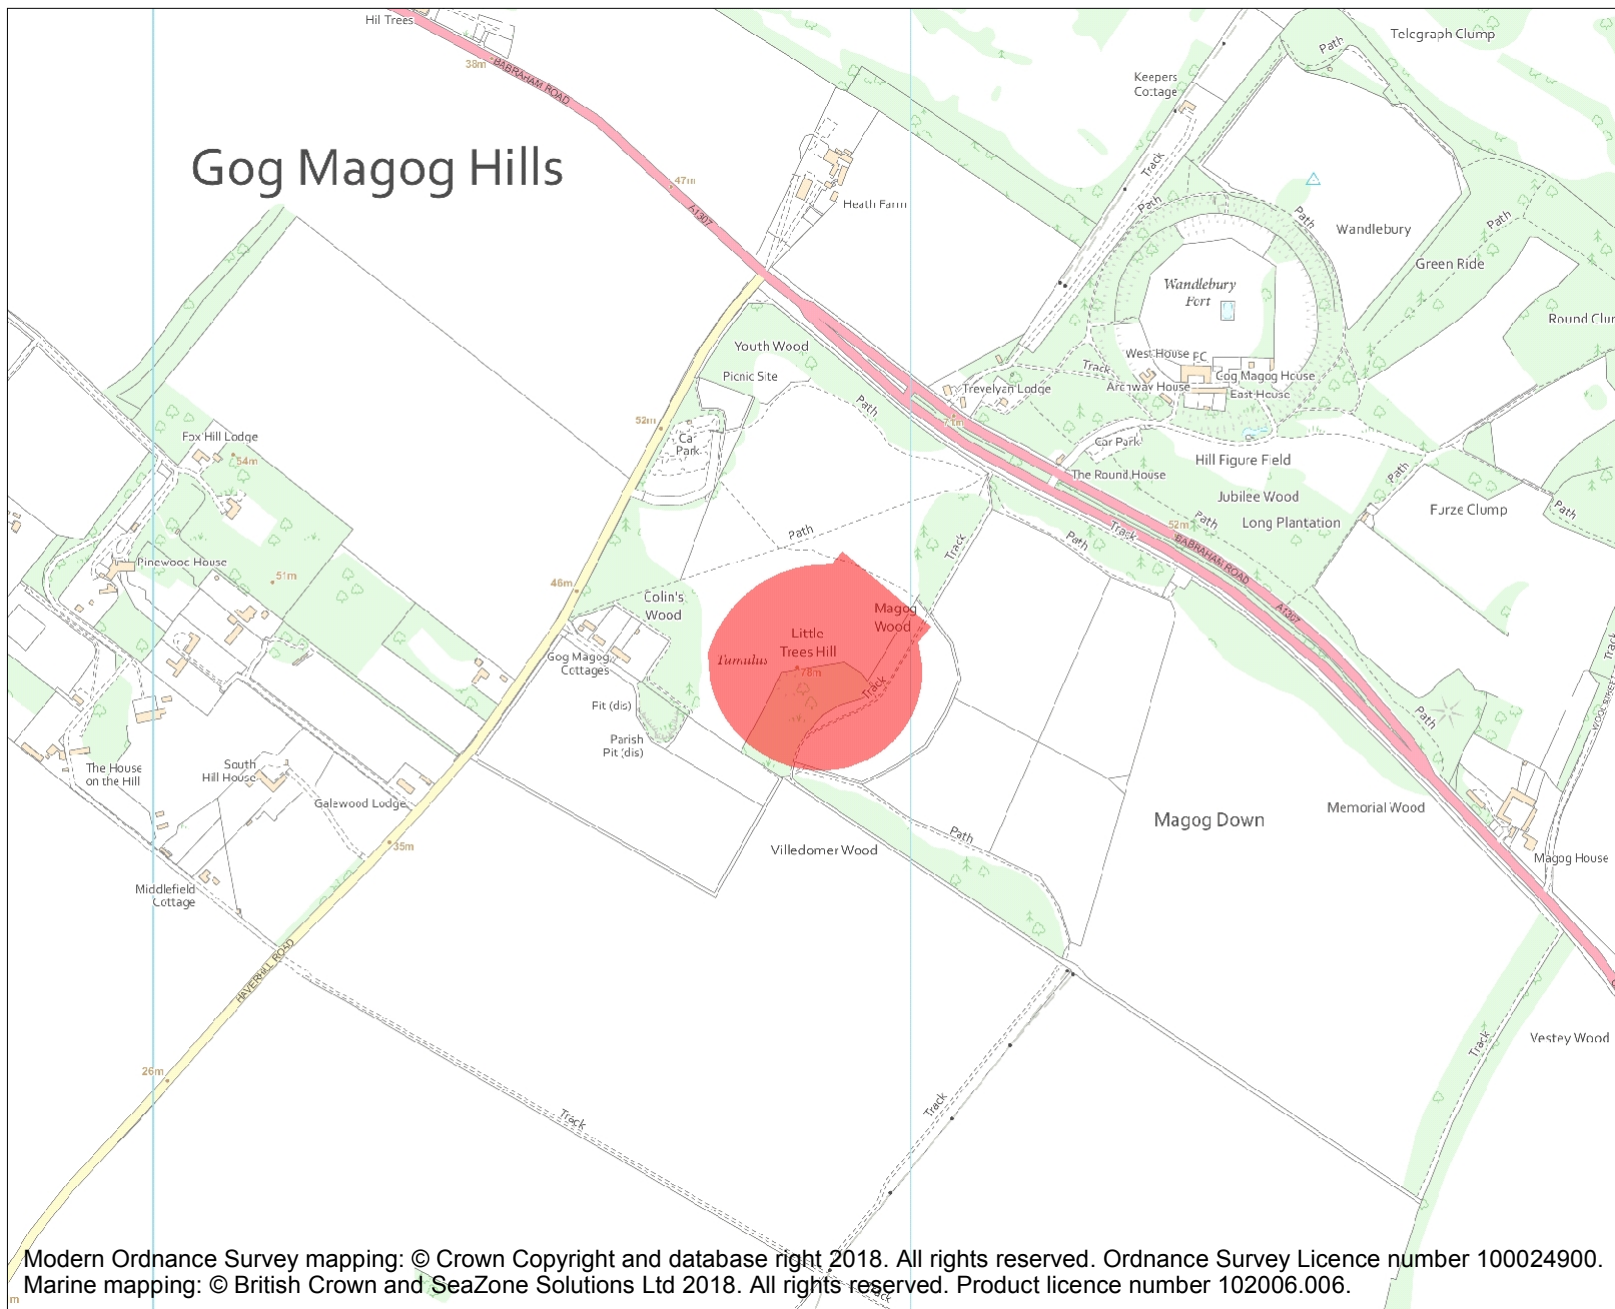 Hill Trees
Telegraph Clump
Path
38m
BABRAHAM ROAD
Keepers
Cottage
Gog Magog Hills
Track
47m
Path
Heath Farm
A1307
Path
Path
Wandlebury
Green Ride
Wandlebury
Fort
Round Clum
Youth Wood
West House
FC
Picnic Site
Track
Gog Magog House
Trevelyan Lodge
Archway House
East House
Path
52m
71m
Fox Hill Lodge
Car
Park
Car Park
54m
Hill Figure Field
The Round House
Path
Jubilee Wood
Furze Clump
Path
Long Plantation
52m
Path
Path
Track
Path
Track
BABRAHAM ROAD
Pinewood House
51m
46m
Colin's
Wood
Magog
Wood
A1307
Little
Trees Hill
Tumulus
78m
Track
Gog Magog
Cottages
Track
Pit (dis)
WOOL STREET
Parish
Pit (dis)
Path
The House
on the Hill
South
Hill House
Galewood Lodge
Memorial Wood
Magog Down
Path
35m
Villedomer Wood
Magog House
Middlefield
Cottage
HAVERHILL ROAD
Vestey Wood
Track
26m
Track
Track
Modern Ordnance Survey mapping: © Crown Copyright and database right 2018. All rights reserved. Ordnance Survey Licence number 100024900.
Marine mapping: © British Crown and SeaZone Solutions Ltd 2018. All rights reserved. Product licence number 102006.006.
Track
m